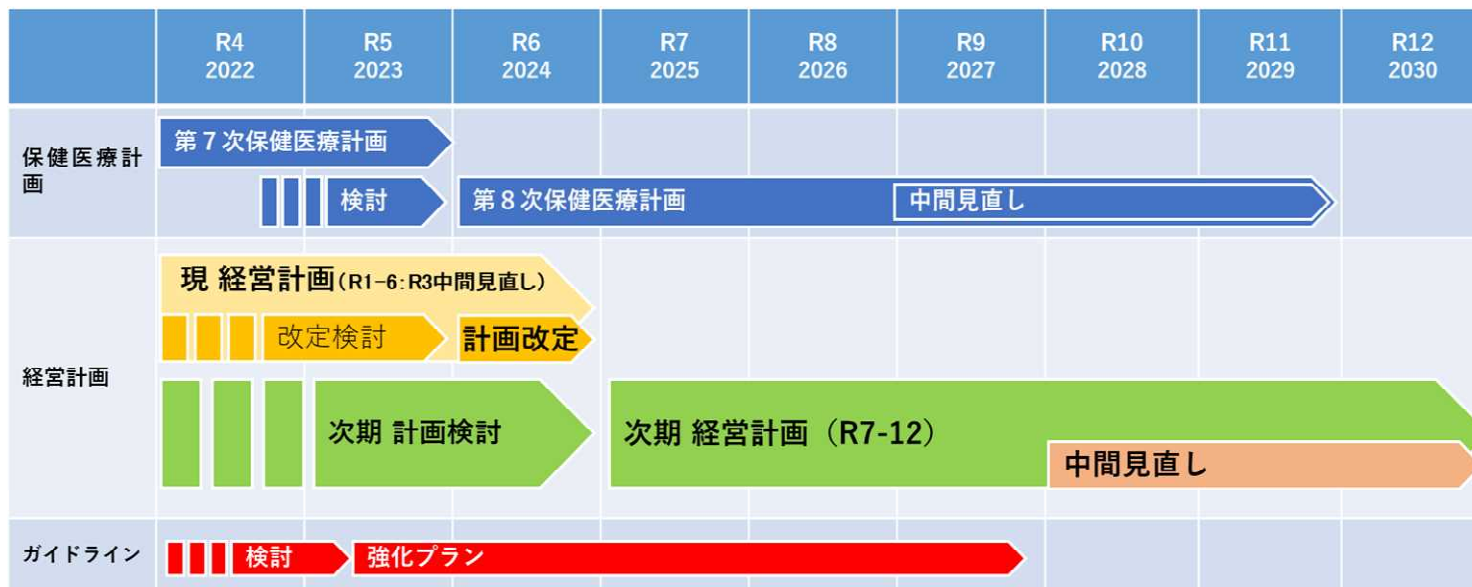 R4 R5 R6 R7 R8 R9 R10 R11 R12
2022 2023 2024 2025 2026 2027 2028 2029 2030
保健医療計
画
第７次保健医療計画
検討
第８次保健医療計画
中間見直し
経営計画
現 経営計画(R1-6:R3中間見直し)
改定検討
計画改定
次期 計画検討
次期 経営計画（R7-12）
中間見直し
ガイドライン
検討
強化プラン